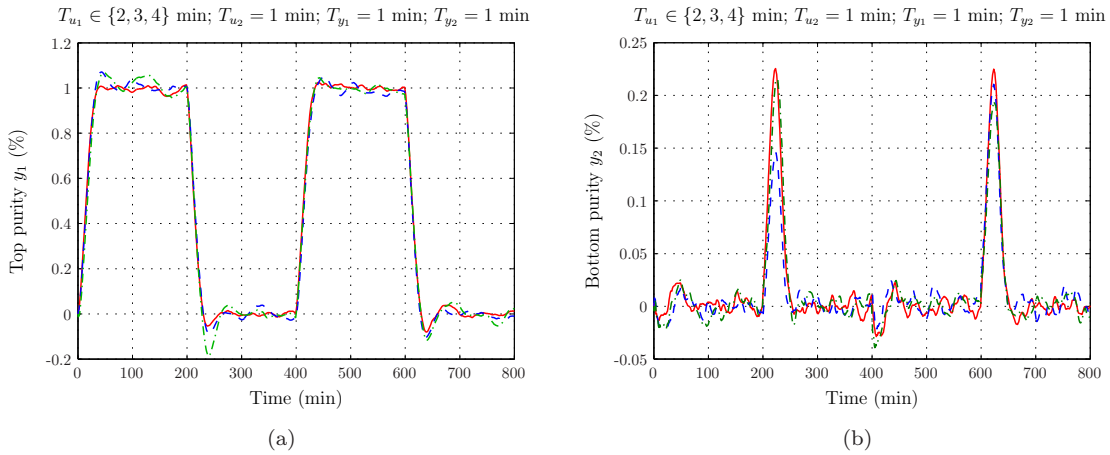 T_{u_1} ∈ {2, 3, 4} min; T_{u_2} = 1 min; T_{y_1} = 1 min; T_{y_2} = 1 min
Top purity y_1 (%)
1.2
1
0.8
0.6
0.4
0.2
0
-0.2
0 100 200 300 400 500 600 700 800
Time (min)
(a)
T_{u_1} ∈ {2, 3, 4} min; T_{u_2} = 1 min; T_{y_1} = 1 min; T_{y_2} = 1 min
Bottom purity y_2 (%)
0.25
0.2
0.15
0.1
0.05
0
-0.05
0 100 200 300 400 500 600 700 800
Time (min)
(b)